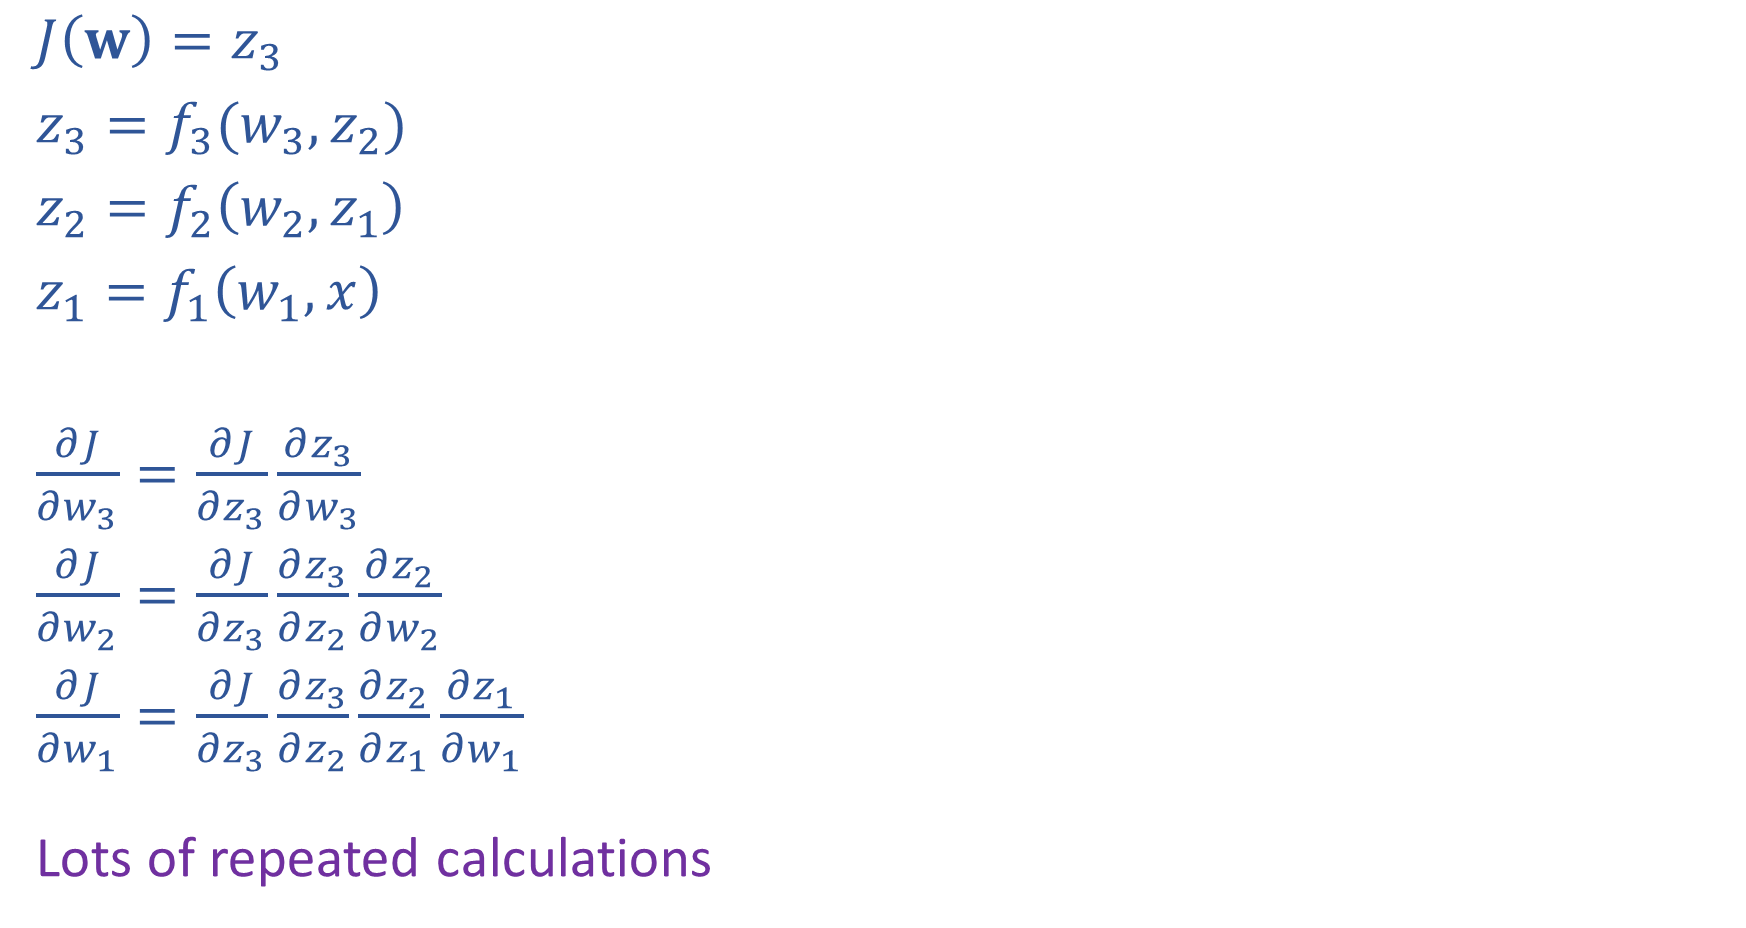 J(𝐰) = z₃
z₃ = f₃(w₃, z₂)
z₂ = f₂(w₂, z₁)
z₁ = f₁(w₁, x)
∂J/∂w₃ = ∂J/∂z₃ ∂z₃/∂w₃
∂J/∂w₂ = ∂J/∂z₃ ∂z₃/∂z₂ ∂z₂/∂w₂
∂J/∂w₁ = ∂J/∂z₃ ∂z₃/∂z₂ ∂z₂/∂z₁ ∂z₁/∂w₁
Lots of repeated calculations